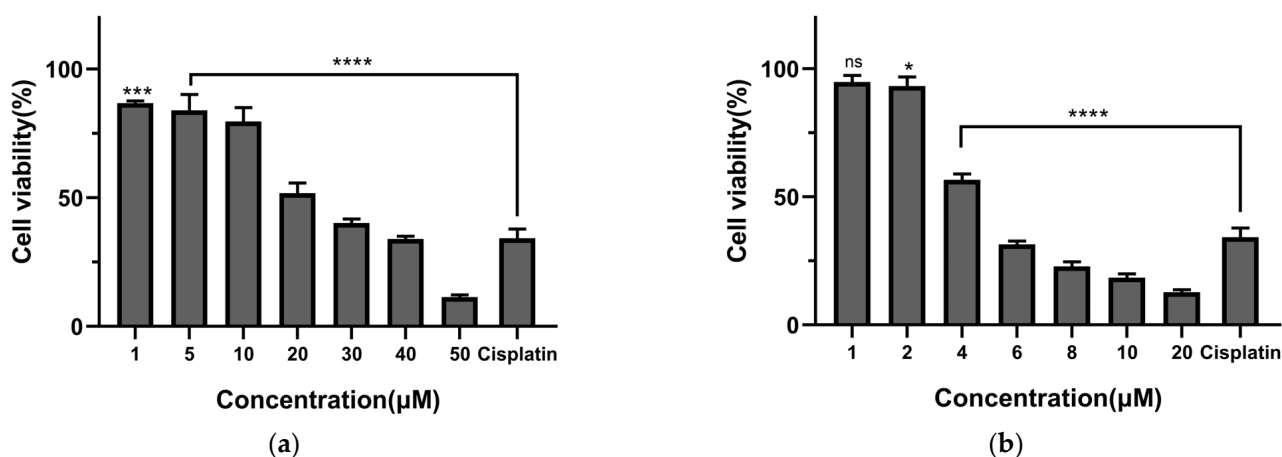 Cell viability(%)
100
50
0
***
****
1 5 10 20 30 40 50 Cisplatin
Concentration(µM)
(a)
Cell viability(%)
100
50
0
ns
*
****
1 2 4 6 8 10 20 Cisplatin
Concentration(µM)
(b)